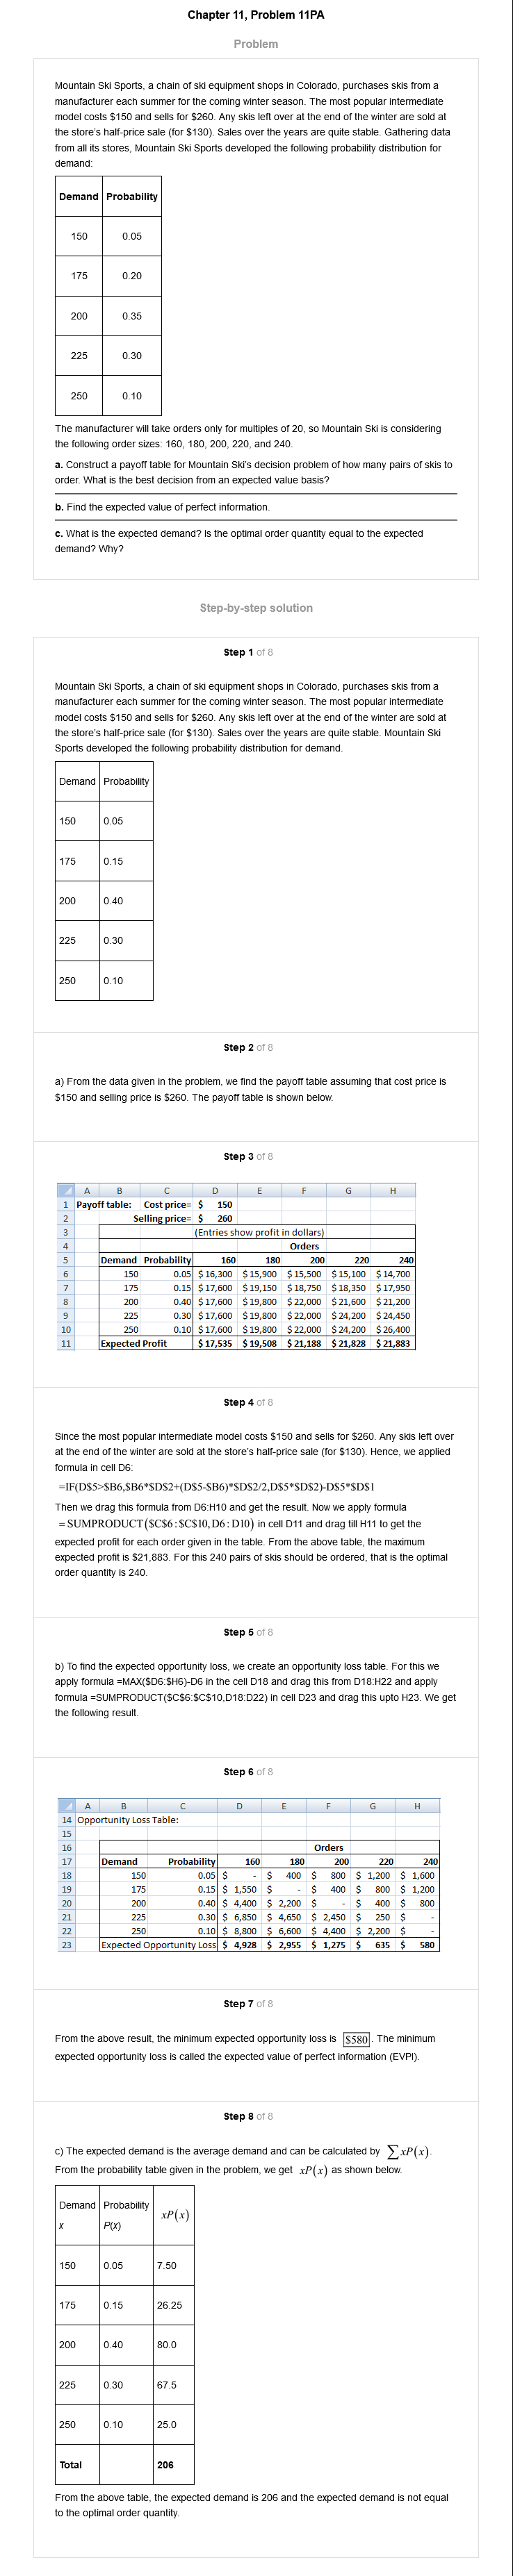 Chapter 11, Problem 11PA
Problem
Mountain Ski Sports, a chain of ski equipment shops in Colorado, purchases skis from a
manufacturer each summer for the coming winter season. The most popular intermediate
model costs $150 and sells for $260. Any skis left over at the end of the winter are sold at
the store's half-price sale (for $130). Sales over the years are quite stable. Gathering data
from all its stores, Mountain Ski Sports developed the following probability distribution for
demand:
Demand Probability
150 0.05
175 0.20
200 0.35
225 0.30
250 0.10
The manufacturer will take orders only for multiples of 20, so Mountain Ski is considering
the following order sizes: 160, 180, 200, 220, and 240.
a. Construct a payoff table for Mountain Ski's decision problem of how many pairs of skis to
order. What is the best decision from an expected value basis?
b. Find the expected value of perfect information.
c. What is the expected demand? Is the optimal order quantity equal to the expected
demand? Why?
Step-by-step solution
Step 1 of 8
Mountain Ski Sports, a chain of ski equipment shops in Colorado, purchases skis from a
manufacturer each summer for the coming winter season. The most popular intermediate
model costs $150 and sells for $260. Any skis left over at the end of the winter are sold at
the store's half-price sale (for $130). Sales over the years are quite stable. Mountain Ski
Sports developed the following probability distribution for demand.
Demand Probability
150 0.05
175 0.15
200 0.40
225 0.30
250 0.10
Step 2 of 8
a) From the data given in the problem, we find the payoff table assuming that cost price is
$150 and selling price is $260. The payoff table is shown below.
Step 3 of 8
A B C D E F G H
1 Payoff table: Cost price= $ 150
2 Selling price= $ 260
3 (Entries show profit in dollars)
4 Orders
5 Demand Probability 160 180 200 220 240
6 150 0.05 $ 16,300 $ 15,900 $ 15,500 $ 15,100 $ 14,700
7 175 0.15 $ 17,600 $ 19,150 $ 18,750 $ 18,350 $ 17,950
8 200 0.40 $ 17,600 $ 19,800 $ 22,000 $ 21,600 $ 21,200
9 225 0.30 $ 17,600 $ 19,800 $ 22,000 $ 24,200 $ 24,450
10 250 0.10 $ 17,600 $ 19,800 $ 22,000 $ 24,200 $ 26,400
11 Expected Profit $ 17,535 $ 19,508 $ 21,188 $ 21,828 $ 21,883
Step 4 of 8
Since the most popular intermediate model costs $150 and sells for $260. Any skis left over
at the end of the winter are sold at the store's half-price sale (for $130). Hence, we applied
formula in cell D6:
=IF(D$5>$B6,$B6*$D$2+(D$5-$B6)*$D$2/2,D$5*$D$2)-D$5*$D$1
Then we drag this formula from D6:H10 and get the result. Now we apply formula
= SUMPRODUCT($C$6:$C$10, D6:D10) in cell D11 and drag till H11 to get the
expected profit for each order given in the table. From the above table, the maximum
expected profit is $21,883. For this 240 pairs of skis should be ordered, that is the optimal
order quantity is 240.
Step 5 of 8
b) To find the expected opportunity loss, we create an opportunity loss table. For this we
apply formula =MAX($D6:$H6)-D6 in the cell D18 and drag this from D18:H22 and apply
formula =SUMPRODUCT($C$6:$C$10,D18:D22) in cell D23 and drag this upto H23. We get
the following result.
Step 6 of 8
A B C D E F G H
14 Opportunity Loss Table:
15
16 Orders
17 Demand Probability 160 180 200 220 240
18 150 0.05 $ - $ 400 $ 800 $ 1,200 $ 1,600
19 175 0.15 $ 1,550 $ - $ 400 $ 800 $ 1,200
20 200 0.40 $ 4,400 $ 2,200 $ - $ 400 $ 800
21 225 0.30 $ 6,850 $ 4,650 $ 2,450 $ 250 $ -
22 250 0.10 $ 8,800 $ 6,600 $ 4,400 $ 2,200 $ -
23 Expected Opportunity Loss $ 4,928 $ 2,955 $ 1,275 $ 635 $ 580
Step 7 of 8
From the above result, the minimum expected opportunity loss is $580. The minimum
expected opportunity loss is called the expected value of perfect information (EVPI).
Step 8 of 8
c) The expected demand is the average demand and can be calculated by ∑xP(x).
From the probability table given in the problem, we get xP(x) as shown below.
Demand x Probability P(x) xP(x)
150 0.05 7.50
175 0.15 26.25
200 0.40 80.0
225 0.30 67.5
250 0.10 25.0
Total 206
From the above table, the expected demand is 206 and the expected demand is not equal
to the optimal order quantity.